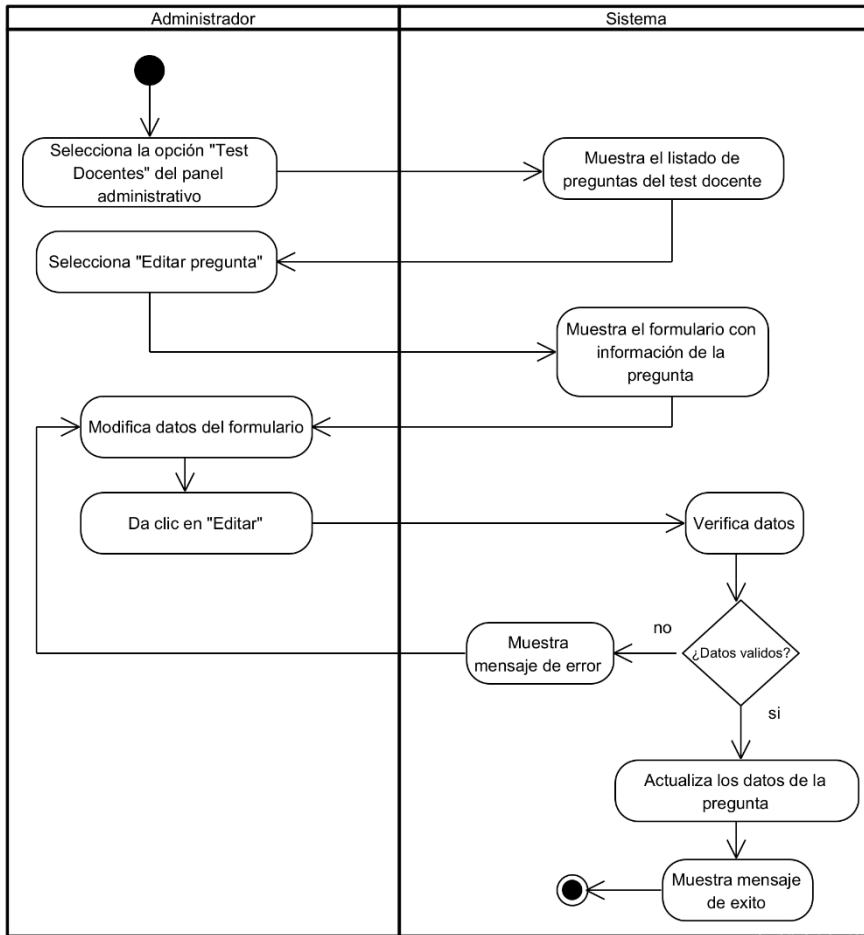 Administrador
Sistema
Selecciona la opción "Test
Docentes" del panel
administrativo
Muestra el listado de
preguntas del test docente
Selecciona "Editar pregunta"
Muestra el formulario con
información de la
pregunta
Modifica datos del formulario
Da clic en "Editar"
Verifica datos
¿Datos validos?
no
Muestra
mensaje de error
si
Actualiza los datos de la
pregunta
Muestra mensaje
de exito